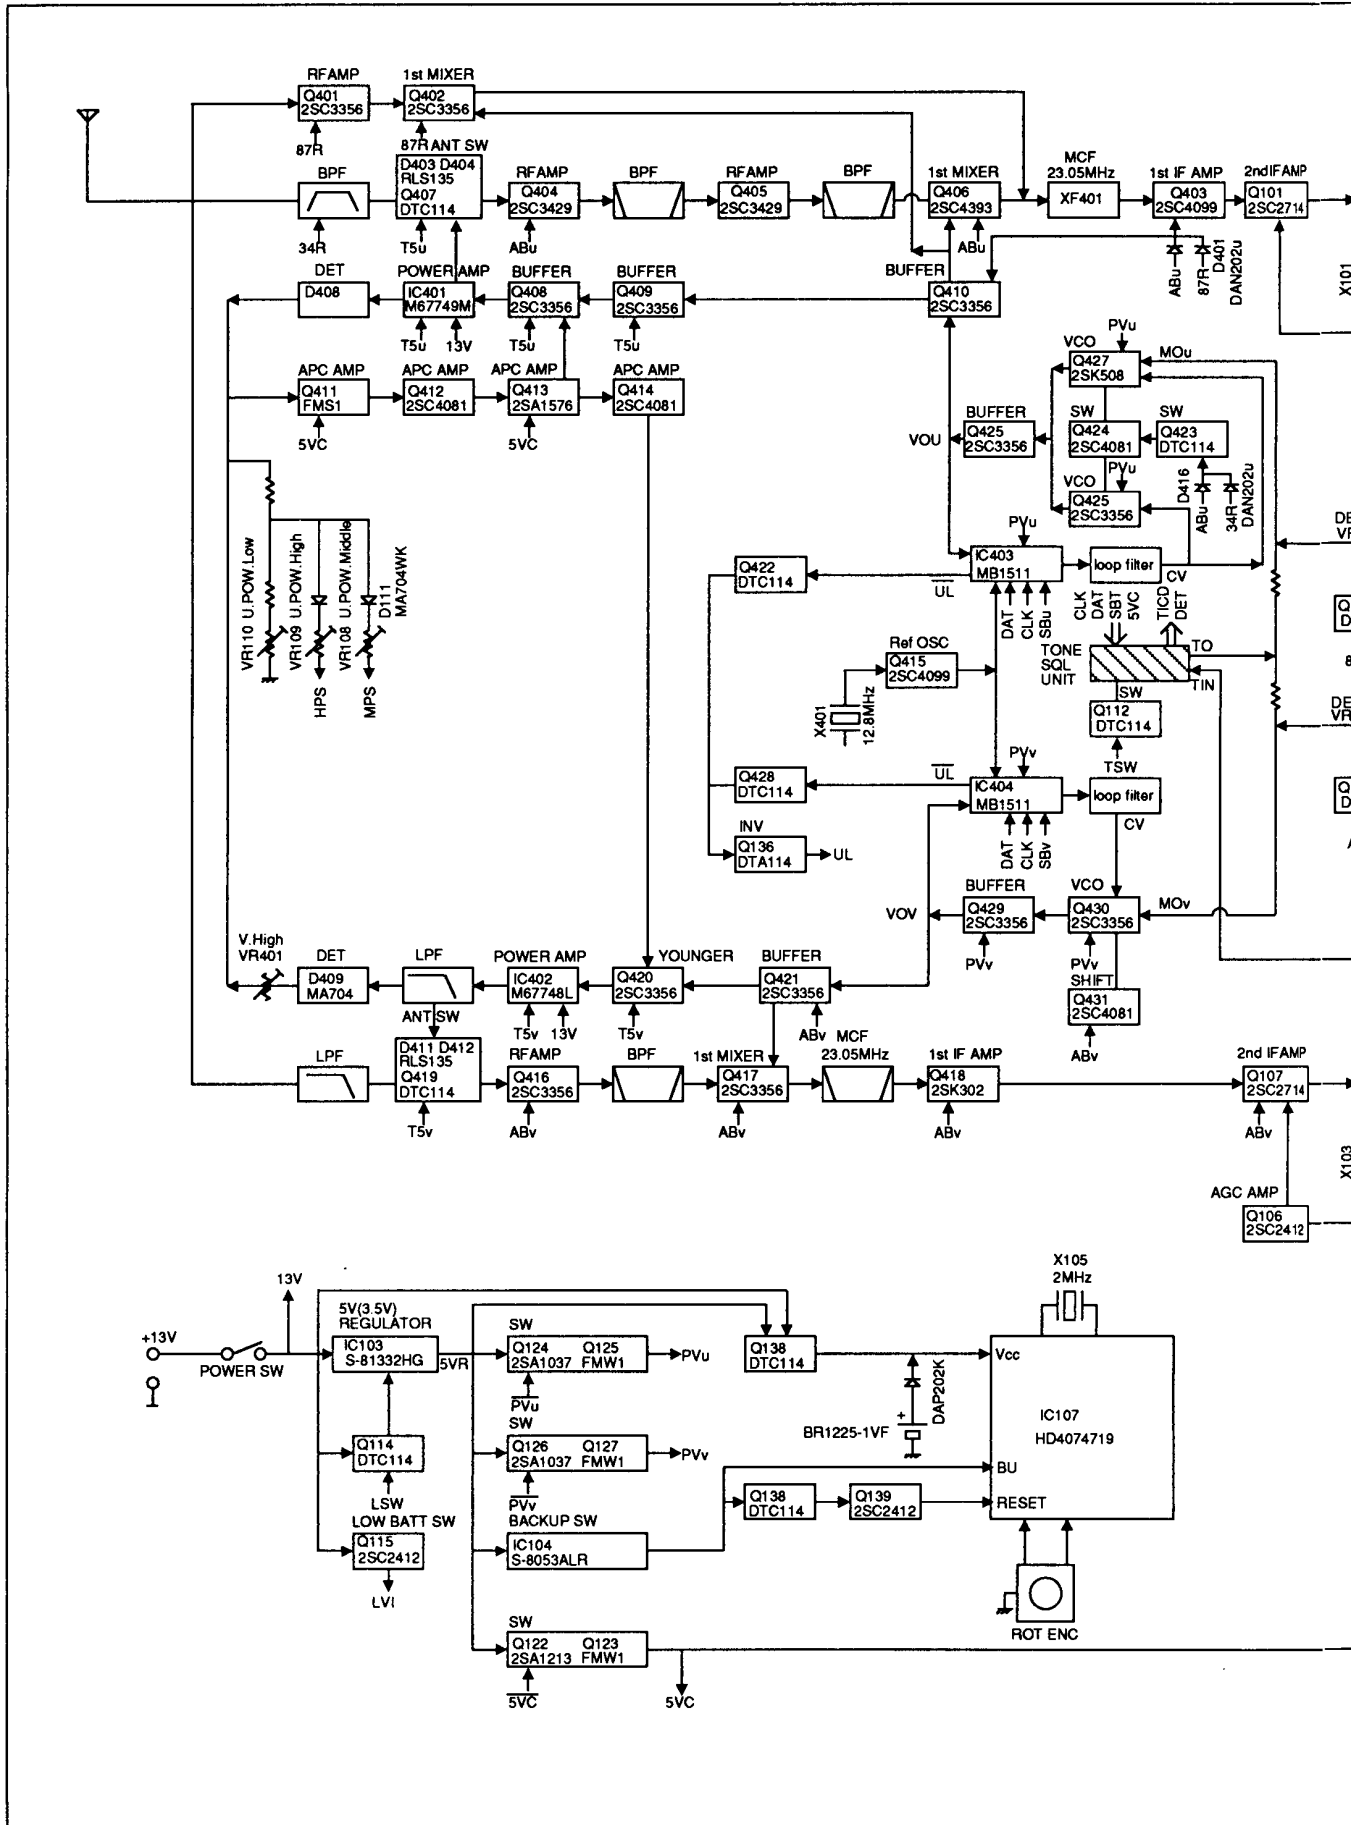 RFAMP
Q401
2SC3356
87R
1st MIXER
Q402
2SC3356
87R ANT SW
D403 D404
RLS135
Q407
DTC114
T5u
BPF
34R
RFAMP
Q404
2SC3429
ABu
BPF
RFAMP
Q405
2SC3429
BPF
1st MIXER
Q406
2SC4393
ABu
MCF
23.05MHz
XF401
1st IF AMP
Q403
2SC4099
2nd IFAMP
Q101
2SC2714
ABu
87R
D401
DAN202u
X101
DET
D408
POWER AMP
IC401
M67749M
T5u
13V
BUFFER
Q408
2SC3356
T5u
BUFFER
Q409
2SC3356
T5u
BUFFER
Q410
2SC3356
APC AMP
Q411
FMS1
5VC
APC AMP
Q412
2SC4081
APC AMP
Q413
2SA1576
5VC
APC AMP
Q414
2SC4081
PVu
VCO
Q427
2SK508
MOu
VOU
BUFFER
Q425
2SC3356
SW
Q424
2SC4081
SW
Q423
DTC114
PVu
VCO
Q425
2SC3356
D416
ABu
34R
DAN202u
VR110 U.POW.Low
VR109 U.POW.High
VR108 U.POW.Middle
D111
MA704WK
HPS
MPS
Q422
DTC114
UL
PVu
IC403
MB1511
loop filter
CV
DE
VR
DAT
CLK
SBu
CLK
DAT
SBT
5VC
TICD
DET
Q
D
8
Ref OSC
Q415
2SC4099
X401
12.8MHz
TONE
SQL
UNIT
TO
TIN
SW
Q112
DTC114
TSW
DE
VR
Q
D
A
Q428
DTC114
UL
PVv
IC404
MB1511
loop filter
CV
INV
Q136
DTA114
UL
DAT
CLK
SBv
VOV
BUFFER
Q429
2SC3356
PVv
VCO
Q430
2SC3356
MOv
PVv
SHIFT
Q431
2SC4081
ABv
V.High
VR401
DET
D409
MA704
LPF
POWER AMP
IC402
M67748L
T5v
13V
YOUNGER
Q420
2SC3356
T5v
BUFFER
Q421
2SC3356
ABv
LPF
ANT SW
D411 D412
RLS135
Q419
DTC114
T5v
RFAMP
Q416
2SC3356
ABv
BPF
1st MIXER
Q417
2SC3356
ABv
MCF
23.05MHz
1st IF AMP
Q418
2SK302
ABv
2nd IFAMP
Q107
2SC2714
ABv
X103
AGC AMP
Q106
2SC2412
13V
+13V
POWER SW
5V(3.5V)
REGULATOR
IC103
S-81332HG
5VR
Q114
DTC114
LSW
LOW BATT SW
Q115
2SC2412
LVI
SW
Q124 Q125
2SA1037 FMW1
PVu
PVu
SW
Q126 Q127
2SA1037 FMW1
PVv
PVv
BACKUP SW
IC104
S-8053ALR
SW
Q122 Q123
2SA1213 FMW1
5VC
5VC
Q138
DTC114
DAP202K
+
BR1225-1VF
Q138
DTC114
Q139
2SC2412
X105
2MHz
Vcc
IC107
HD4074719
BU
RESET
ROT ENC